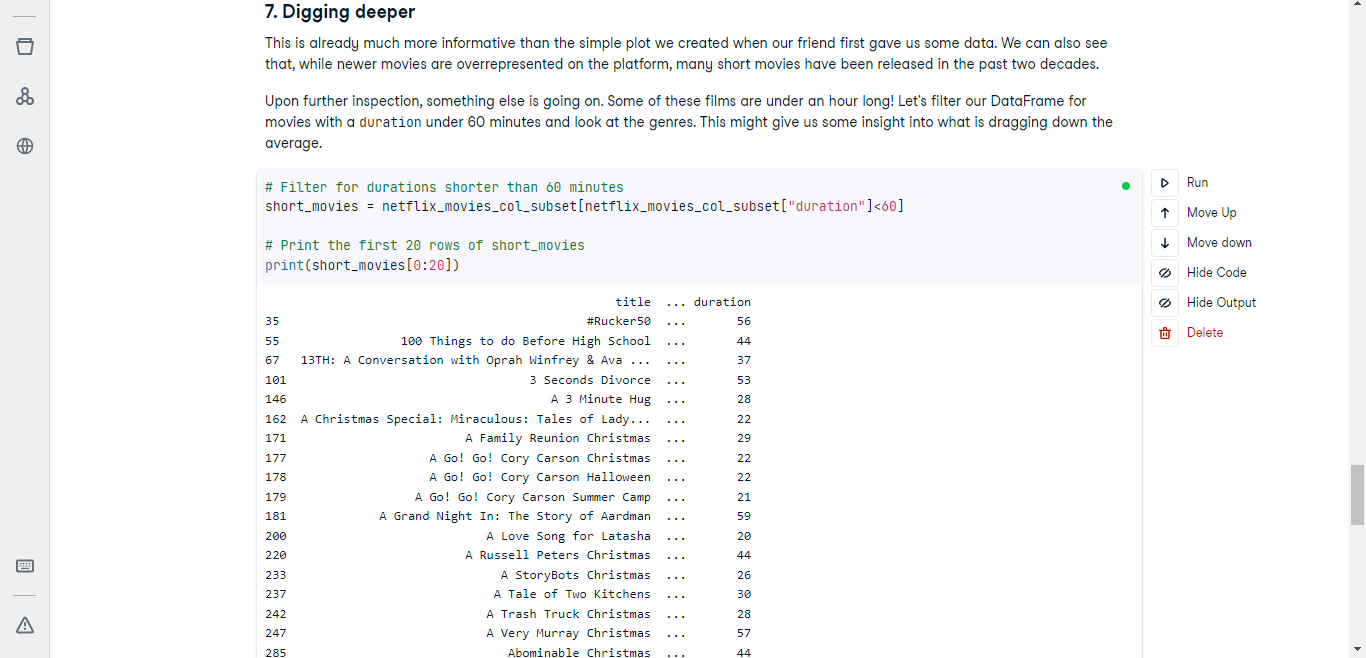 7. Digging deeper
This is already much more informative than the simple plot we created when our friend first gave us some data. We can also see
that, while newer movies are overrepresented on the platform, many short movies have been released in the past two decades.
Upon further inspection, something else is going on. Some of these films are under an hour long! Let's filter our DataFrame for
movies with a duration under 60 minutes and look at the genres. This might give us some insight into what is dragging down the
average.
# Filter for durations shorter than 60 minutes
short_movies = netflix_movies_col_subset[netflix_movies_col_subset["duration"]<60]
# Print the first 20 rows of short_movies
print(short_movies[0:20])
Run
Move Up
Move down
Hide Code
Hide Output
Delete
title ... duration
35 #Rucker50 ... 56
55 100 Things to do Before High School ... 44
67 13TH: A Conversation with Oprah Winfrey & Ava ... ... 37
101 3 Seconds Divorce ... 53
146 A 3 Minute Hug ... 28
162 A Christmas Special: Miraculous: Tales of Lady... ... 22
171 A Family Reunion Christmas ... 29
177 A Go! Go! Cory Carson Christmas ... 22
178 A Go! Go! Cory Carson Halloween ... 22
179 A Go! Go! Cory Carson Summer Camp ... 21
181 A Grand Night In: The Story of Aardman ... 59
200 A Love Song for Latasha ... 20
220 A Russell Peters Christmas ... 44
233 A StoryBots Christmas ... 26
237 A Tale of Two Kitchens ... 30
242 A Trash Truck Christmas ... 28
247 A Very Murray Christmas ... 57
285 Abominable Christmas ... 44